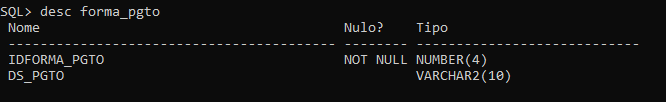 SQL> desc forma_pgto
Nome Nulo? Tipo
----------------------------------------- -------- ----------------------------
IDFORMA_PGTO NOT NULL NUMBER(4)
DS_PGTO VARCHAR2(10)